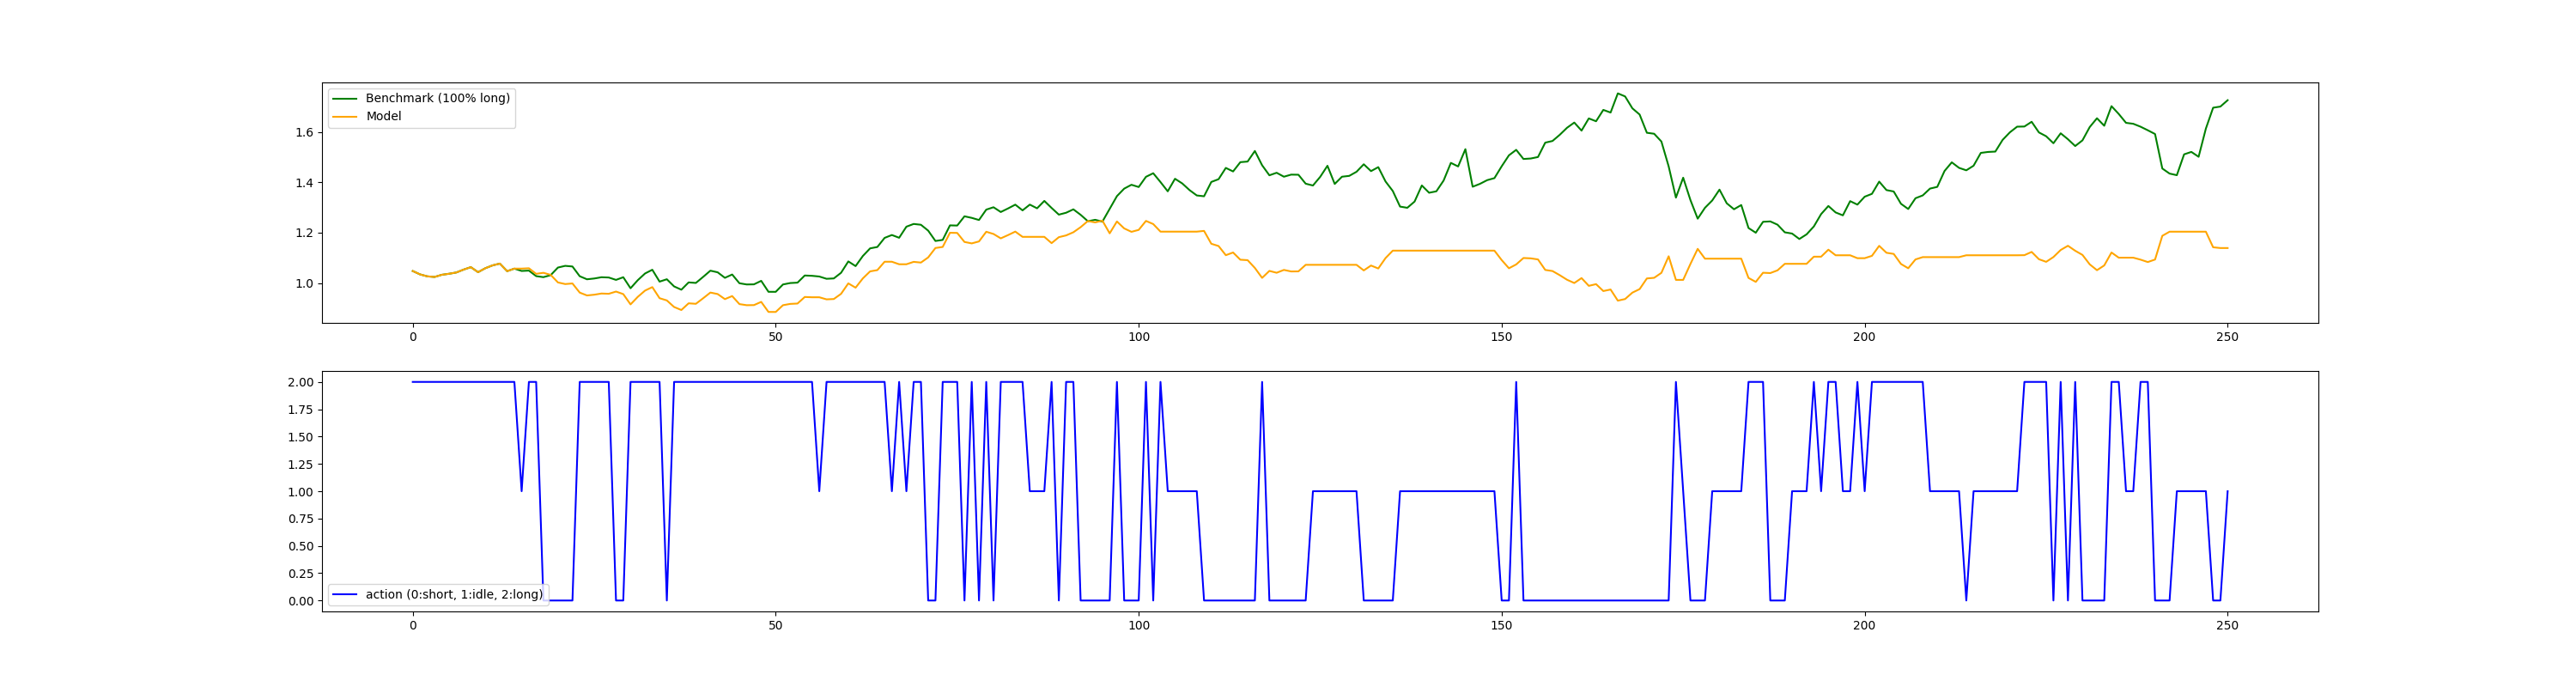 Benchmark (100% long)
Model
1.6
1.4
1.2
1.0
0 50 100 150 200 250
2.00
1.75
1.50
1.25
1.00
0.75
0.50
0.25
0.00
action (0:short, 1:idle, 2:long)
0 50 100 150 200 250